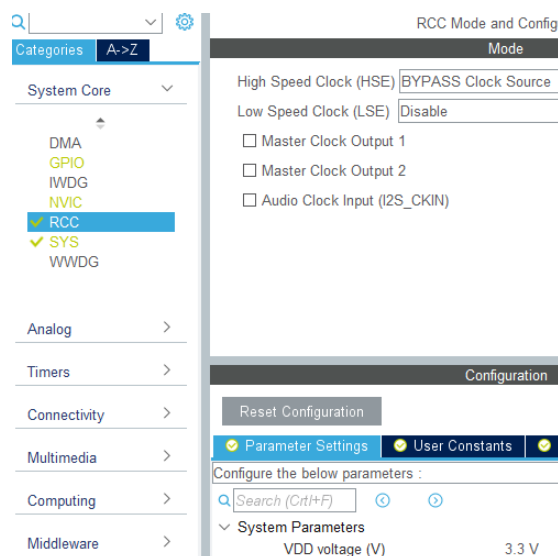 RCC Mode and Config
Categories A->Z
Mode
System Core
High Speed Clock (HSE) BYPASS Clock Source
Low Speed Clock (LSE) Disable
Master Clock Output 1
Master Clock Output 2
Audio Clock Input (I2S_CKIN)
DMA
GPIO
IWDG
NVIC
RCC
SYS
WWDG
Analog
Timers
Connectivity
Multimedia
Computing
Middleware
Configuration
Reset Configuration
Parameter Settings User Constants
Configure the below parameters :
Search (Crtl+F)
System Parameters
VDD voltage (V) 3.3 V